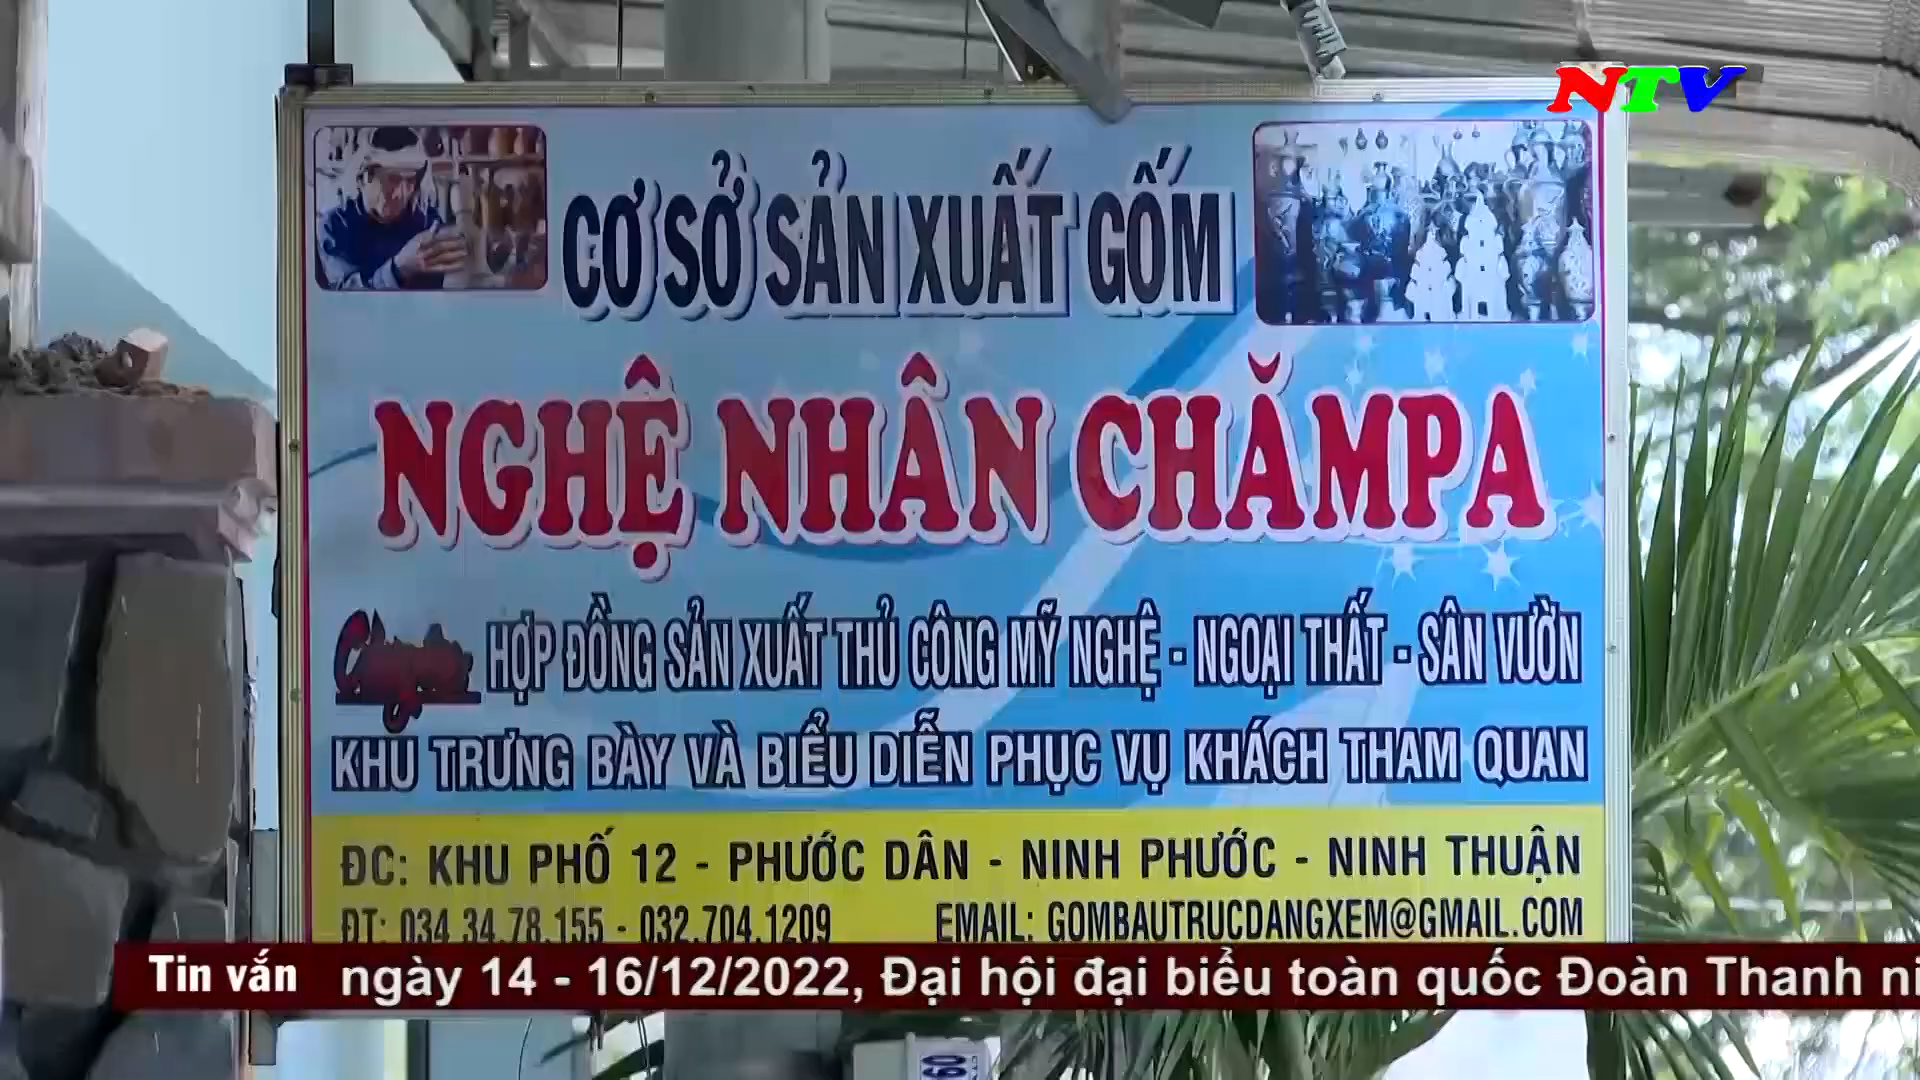 NTV
CƠ SỞ SẢN XUẤT GỐM
NGHỆ NHÂN CHĂMPA
Chuyên HỢP ĐỒNG SẢN XUẤT THỦ CÔNG MỸ NGHỆ - NGOẠI THẤT - SÂN VƯỜN
KHU TRƯNG BÀY VÀ BIỂU DIỄN PHỤC VỤ KHÁCH THAM QUAN
ĐC: KHU PHỐ 12 - PHƯỚC DÂN - NINH PHƯỚC - NINH THUẬN
ĐT: 034 34.78.155 - 032.704.1209 EMAIL: GOMBAUTRUCDANGXEM@GMAIL.COM
Tin vắn ngày 14 - 16/12/2022, Đại hội đại biểu toàn quốc Đoàn Thanh ni
60